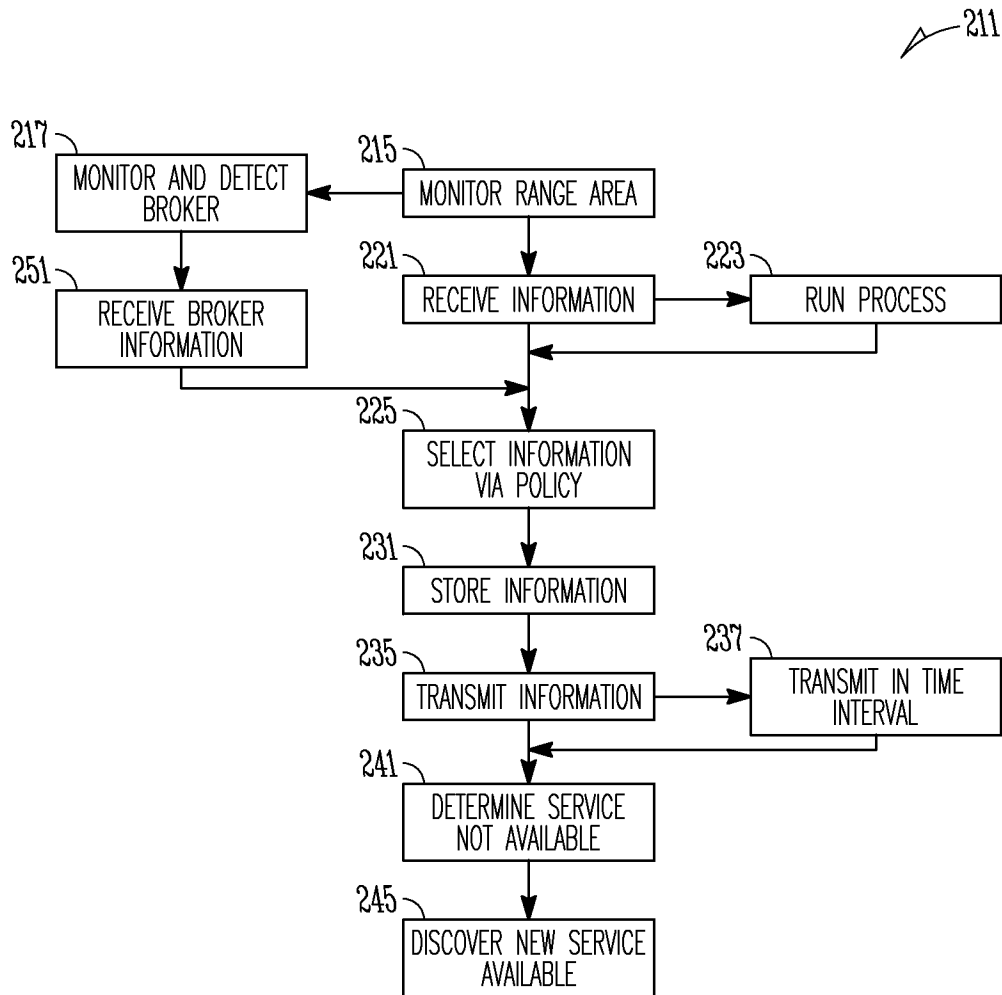 211
217
MONITOR AND DETECT
BROKER
215
MONITOR RANGE AREA
251
RECEIVE BROKER
INFORMATION
221
RECEIVE INFORMATION
223
RUN PROCESS
225
SELECT INFORMATION
VIA POLICY
231
STORE INFORMATION
235
TRANSMIT INFORMATION
237
TRANSMIT IN TIME
INTERVAL
241
DETERMINE SERVICE
NOT AVAILABLE
245
DISCOVER NEW SERVICE
AVAILABLE